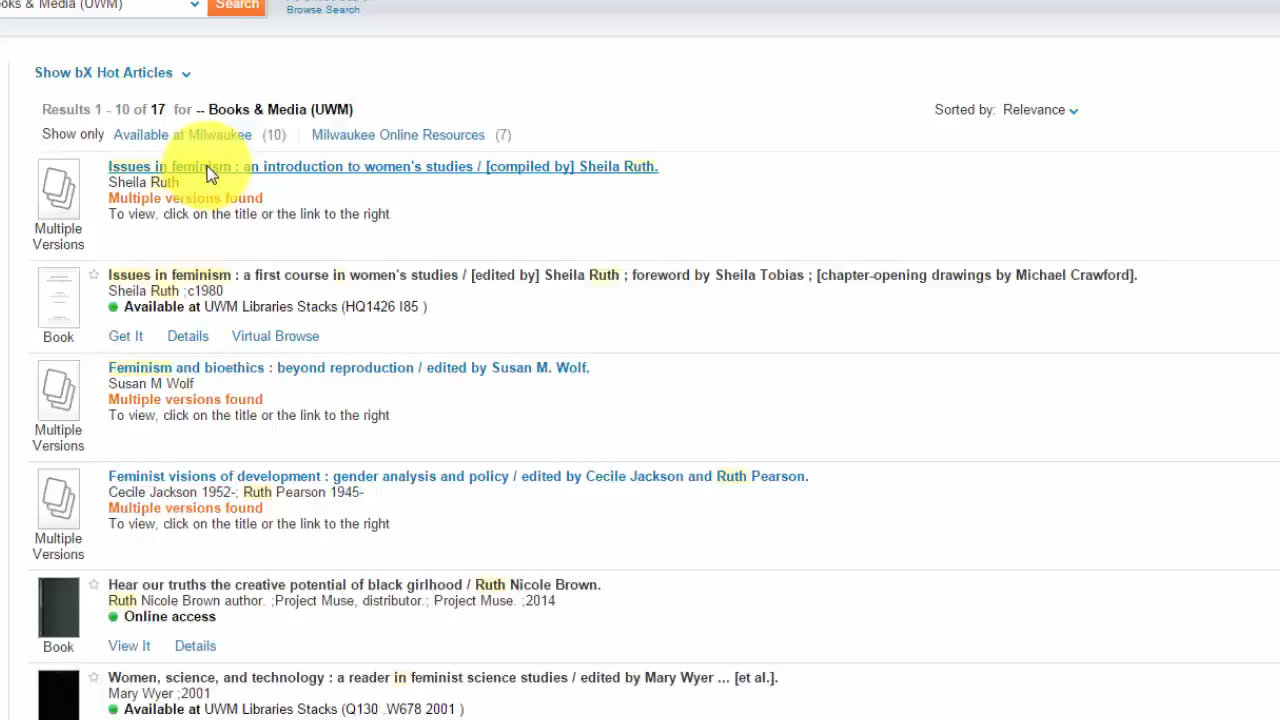 oks & Media (UWM) Search
Browse Search
Show bX Hot Articles
Results 1 - 10 of 17 for -- Books & Media (UWM) Sorted by: Relevance
Show only Available at Milwaukee (10) Milwaukee Online Resources (7)
Issues in feminism : an introduction to women's studies / [compiled by] Sheila Ruth.
Sheila Ruth
Multiple versions found
To view, click on the title or the link to the right
Multiple
Versions
Issues in feminism : a first course in women's studies / [edited by] Sheila Ruth ; foreword by Sheila Tobias ; [chapter-opening drawings by Michael Crawford].
Sheila Ruth ;c1980
Available at UWM Libraries Stacks (HQ1426 I85 )
Book Get It Details Virtual Browse
Feminism and bioethics : beyond reproduction / edited by Susan M. Wolf.
Susan M Wolf
Multiple versions found
To view, click on the title or the link to the right
Multiple
Versions
Feminist visions of development : gender analysis and policy / edited by Cecile Jackson and Ruth Pearson.
Cecile Jackson 1952-; Ruth Pearson 1945-
Multiple versions found
To view, click on the title or the link to the right
Multiple
Versions
Hear our truths the creative potential of black girlhood / Ruth Nicole Brown.
Ruth Nicole Brown author. ;Project Muse, distributor.; Project Muse. ;2014
Online access
Book View It Details
Women, science, and technology : a reader in feminist science studies / edited by Mary Wyer ... [et al.].
Mary Wyer ;2001
Available at UWM Libraries Stacks (Q130 .W678 2001 )